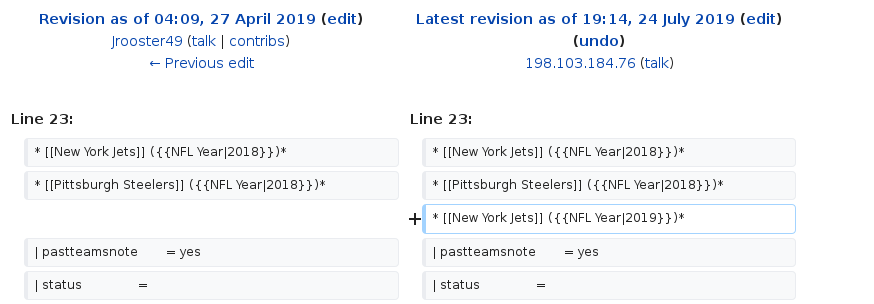 Revision as of 04:09, 27 April 2019 (edit)
Jrooster49 (talk | contribs)
← Previous edit
Latest revision as of 19:14, 24 July 2019 (edit)
(undo)
198.103.184.76 (talk)
Line 23:
Line 23:
* [[New York Jets]] ({{NFL Year|2018}})*
* [[New York Jets]] ({{NFL Year|2018}})*
* [[Pittsburgh Steelers]] ({{NFL Year|2018}})*
* [[Pittsburgh Steelers]] ({{NFL Year|2018}})*
+ * [[New York Jets]] ({{NFL Year|2019}})*
| pastteamsnote = yes
| pastteamsnote = yes
| status =
| status =